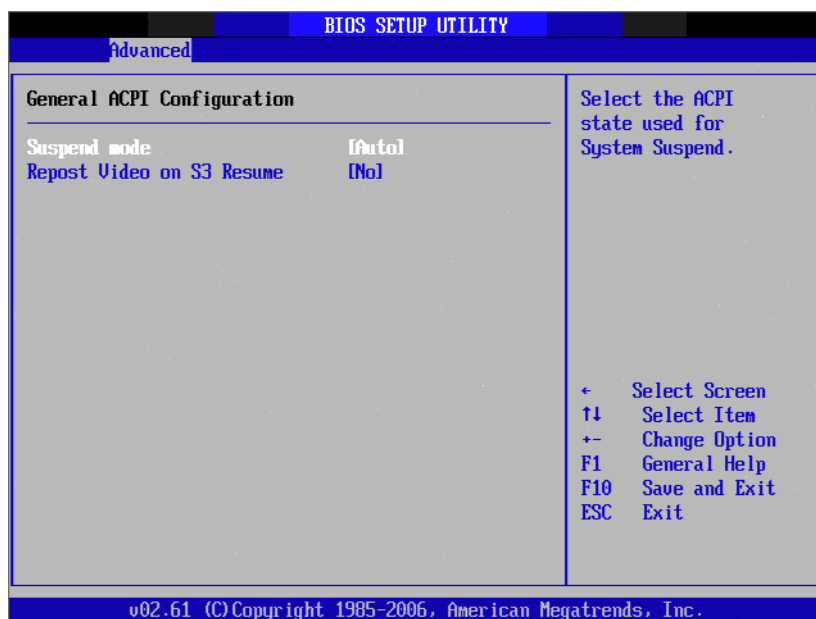 BIOS SETUP UTILITY
Advanced
General ACPI Configuration
Suspend mode [Auto]
Repost Video on S3 Resume [No]
Select the ACPI
state used for
System Suspend.
← Select Screen
↑↓ Select Item
+- Change Option
F1 General Help
F10 Save and Exit
ESC Exit
v02.61 (C)Copyright 1985-2006, American Megatrends, Inc.